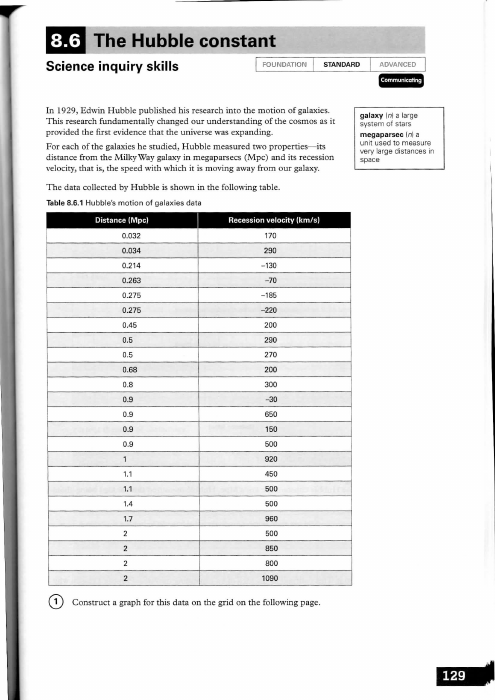 8.6 The Hubble constant
Science inquiry skills
FOUNDATION STANDARD ADVANCED
Communicating
In 1929, Edwin Hubble published his research into the motion of galaxies.
This research fundamentally changed our understanding of the cosmos as it
provided the first evidence that the universe was expanding.
For each of the galaxies he studied, Hubble measured two properties—its
distance from the Milky Way galaxy in megaparsecs (Mpc) and its recession
velocity, that is, the speed with which it is moving away from our galaxy.
The data collected by Hubble is shown in the following table.
galaxy (n) a large
system of stars
megaparsec (n) a
unit used to measure
very large distances in
space
Table 8.6.1 Hubble's motion of galaxies data
Distance (Mpc) Recession velocity (km/s)
0.032 170
0.034 290
0.214 –130
0.263 –70
0.275 –185
0.275 –220
0.45 200
0.5 290
0.5 270
0.68 200
0.8 300
0.9 –30
0.9 650
0.9 150
0.9 500
1 920
1.1 450
1.1 500
1.4 500
1.7 960
2 500
2 850
2 800
2 1090
1 Construct a graph for this data on the grid on the following page.
129